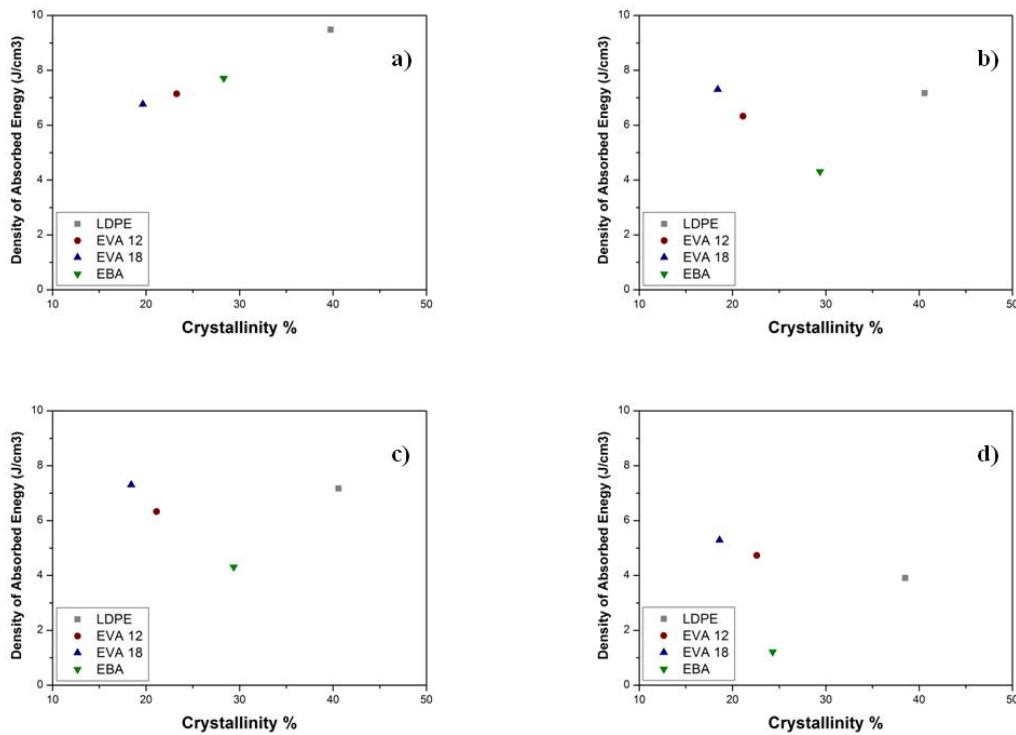 Density of Absorbed Enegy (J/cm3)
10
8
6
4
2
0
a)
LDPE
EVA 12
EVA 18
EBA
10 20 30 40 50
Crystallinity %
Density of Absorbed Enegy (J/cm3)
10
8
6
4
2
0
b)
LDPE
EVA 12
EVA 18
EBA
10 20 30 40 50
Crystallinity %
Density of Absorbed Enegy (J/cm3)
10
8
6
4
2
0
c)
LDPE
EVA 12
EVA 18
EBA
10 20 30 40 50
Crystallinity %
Density of Absorbed Enegy (J/cm3)
10
8
6
4
2
0
d)
LDPE
EVA 12
EVA 18
EBA
10 20 30 40 50
Crystallinity %